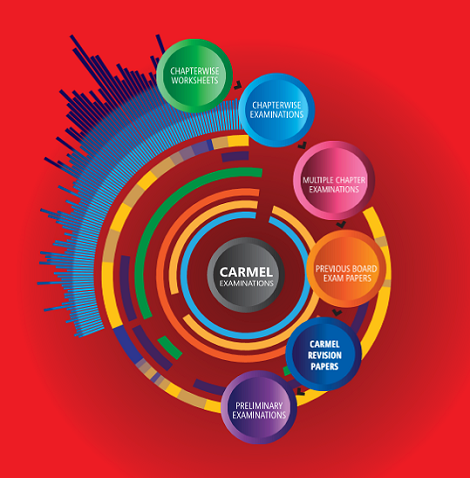 CHAPTERWISE
WORKSHEETS
CHAPTERWISE
EXAMINATIONS
MULTIPLE CHAPTER
EXAMINATIONS
PREVIOUS BOARD
EXAM PAPERS
CARMEL
REVISION
PAPERS
PRELIMINARY
EXAMINATIONS
CARMEL
EXAMINATIONS